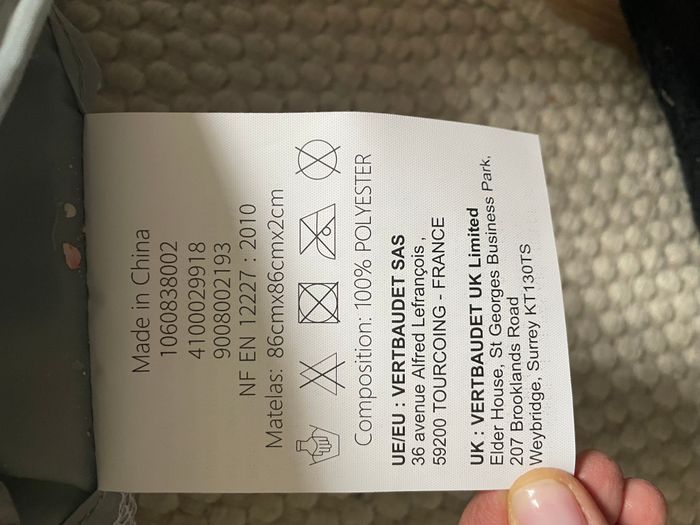 Made in China
1060838002
4100029918
9008002193
NF EN 12227 : 2010
Matelas: 86cmx86cmx2cm
Composition: 100% POLYESTER
UE/EU : VERTBAUDET SAS
36 avenue Alfred Lefrançois ,
59200 TOURCOING - FRANCE
UK : VERTBAUDET UK Limited
Elder House, St Georges Business Park,
207 Brooklands Road
Weybridge, Surrey KT130TS